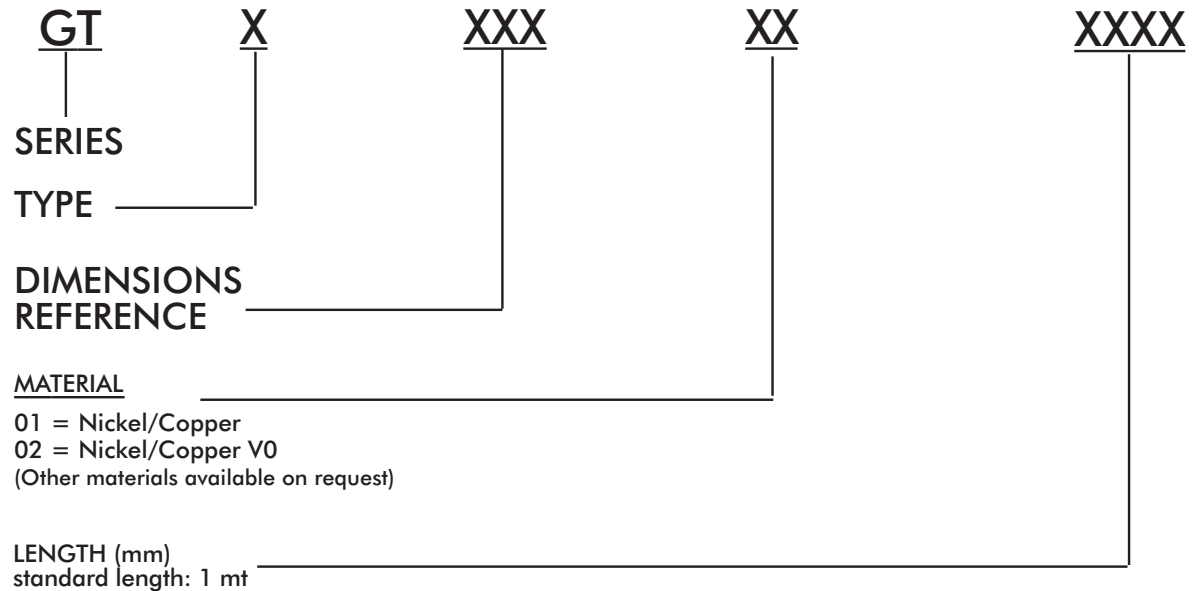 GT X XXX XX XXXX
SERIES
TYPE
DIMENSIONS
REFERENCE
MATERIAL
01 = Nickel/Copper
02 = Nickel/Copper V0
(Other materials available on request)
LENGTH (mm)
standard length: 1 mt